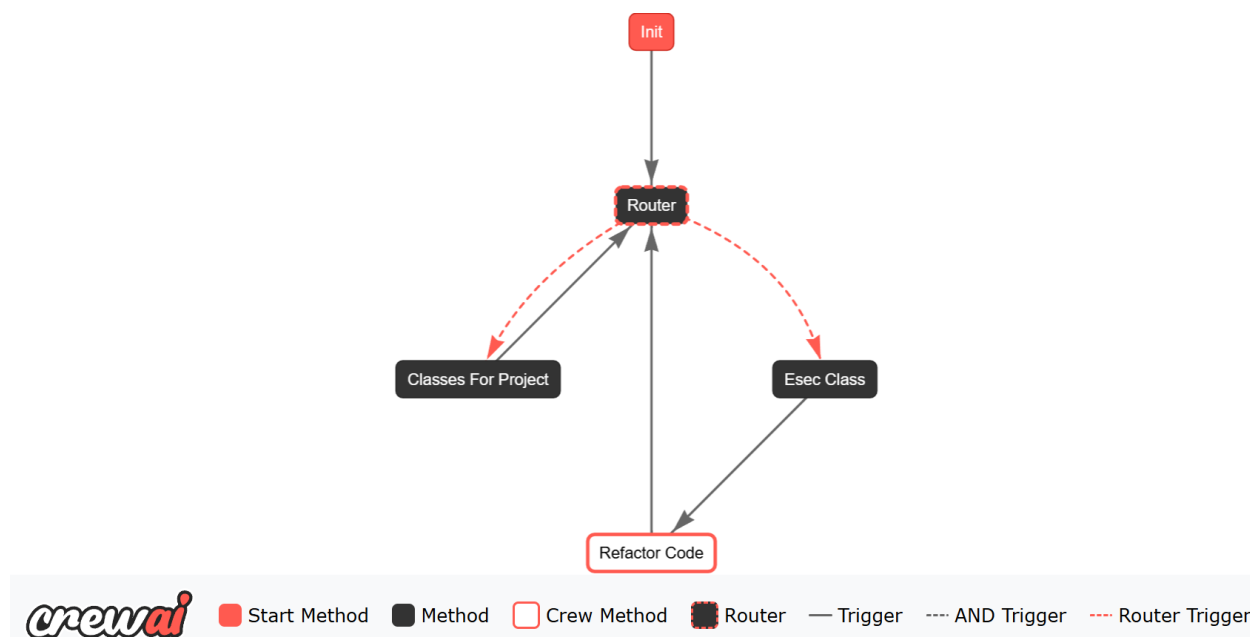 Init
Router
Classes For Project
Esec Class
Refactor Code
crewai Start Method Method Crew Method Router Trigger AND Trigger Router Trigger